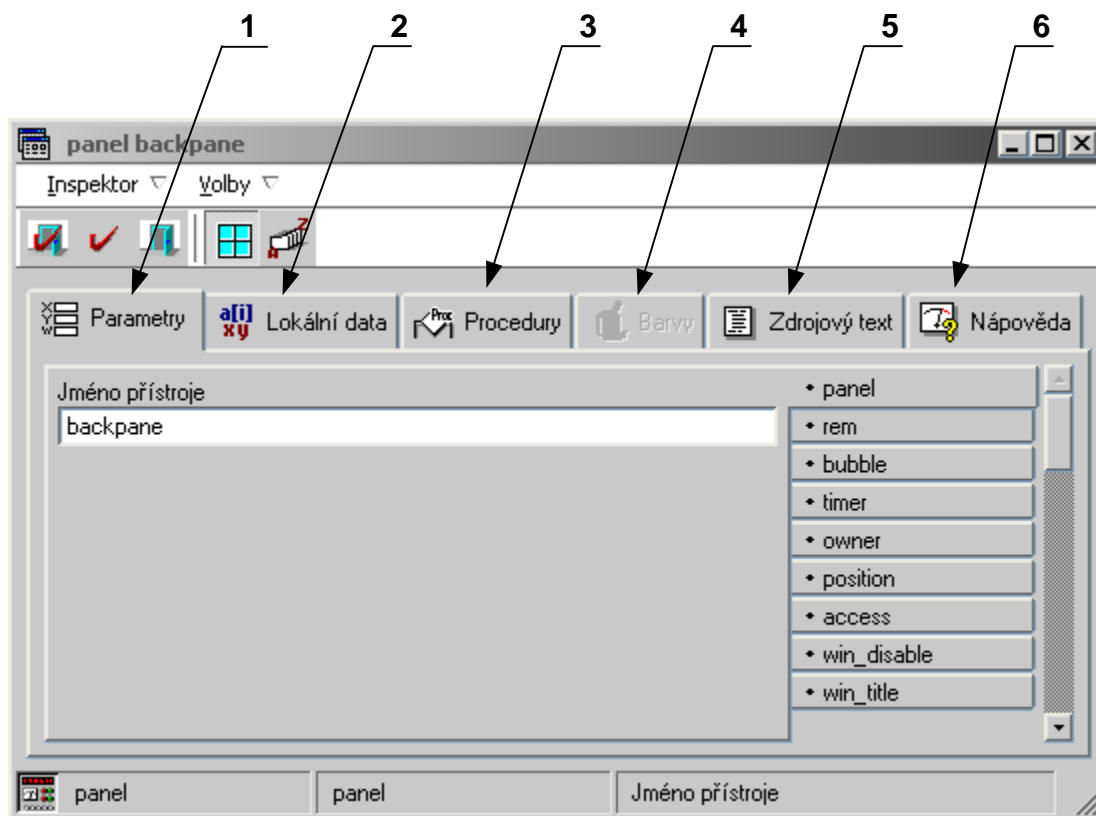 1 2 3 4 5 6
panel backpane
Inspektor Volby
Parametry Lokální data Procedury Barvy Zdrojový text Nápověda
Jméno přístroje
backpane
panel
rem
bubble
timer
owner
position
access
win_disable
win_title
panel panel Jméno přístroje